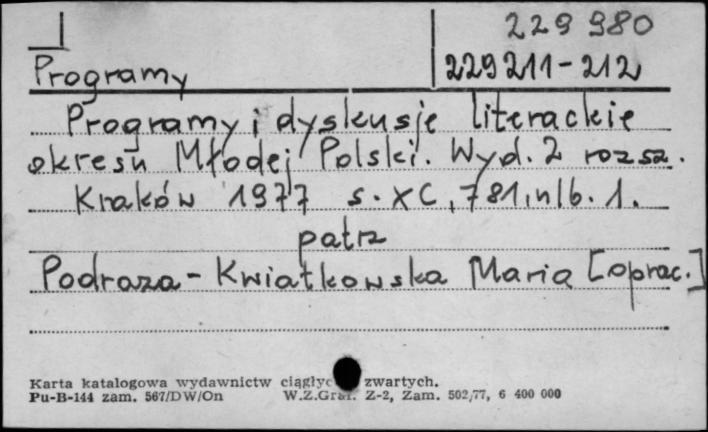 229 980
Programy
229211-212
Programy i dyskusje literackie
okresu Młodej Polski. Wyd. 2 rozsz.
Kraków 1977 s. XC, 781, nlb. 1.
patrz
Podraza-Kwiatkowska Maria [oprac.]
Karta katalogowa wydawnictw ciągłyc zwartych.
Pu-B-144 zam. 567/DW/On W.Z.Graf. Z-2, Zam. 502/77, 6 400 000